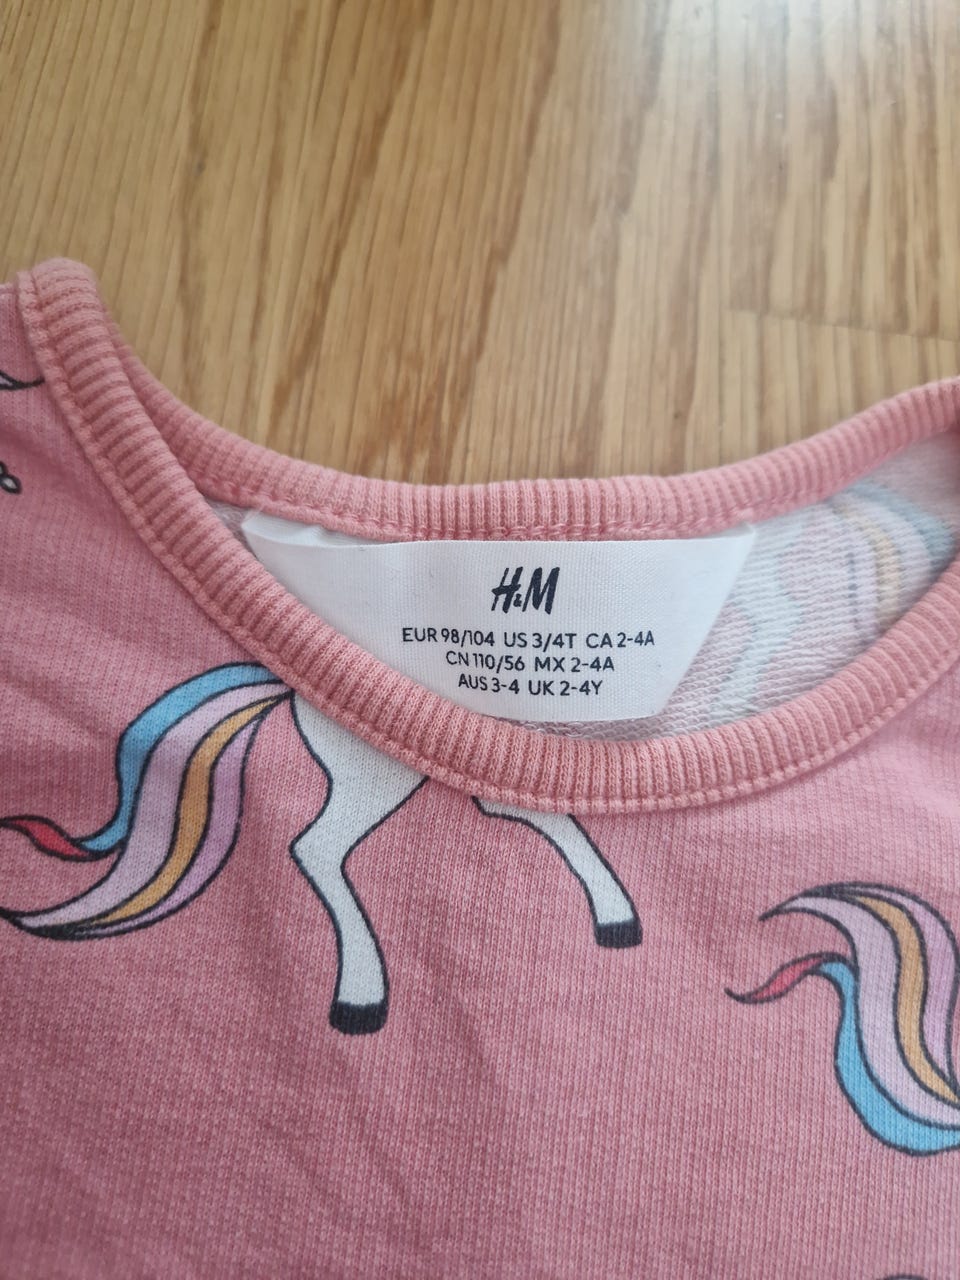 H&M
EUR 98/104 US 3/4T CA 2-4A
CN 110/56 MX 2-4A
AUS 3-4 UK 2-4Y